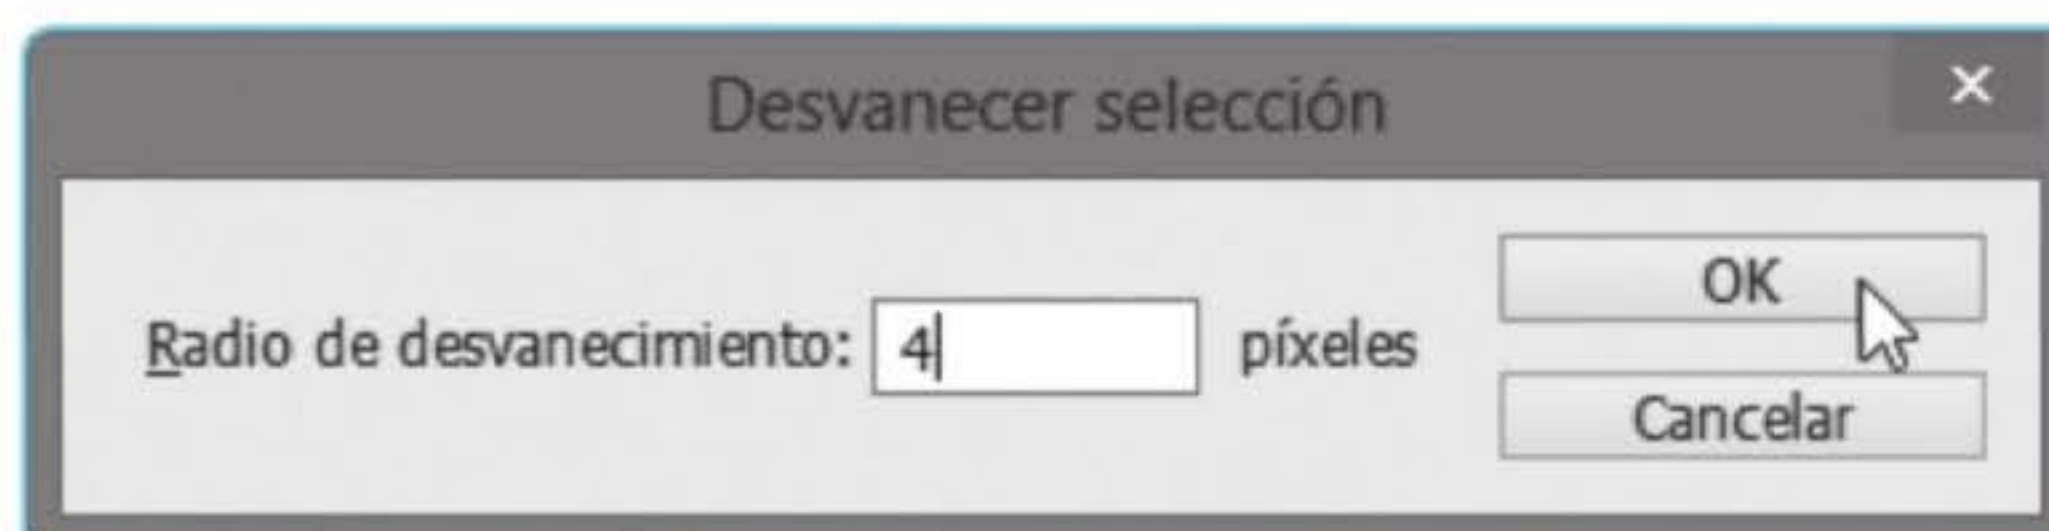 Desvanecer selección
Radio de desvanecimiento: 4 píxeles
OK
Cancelar